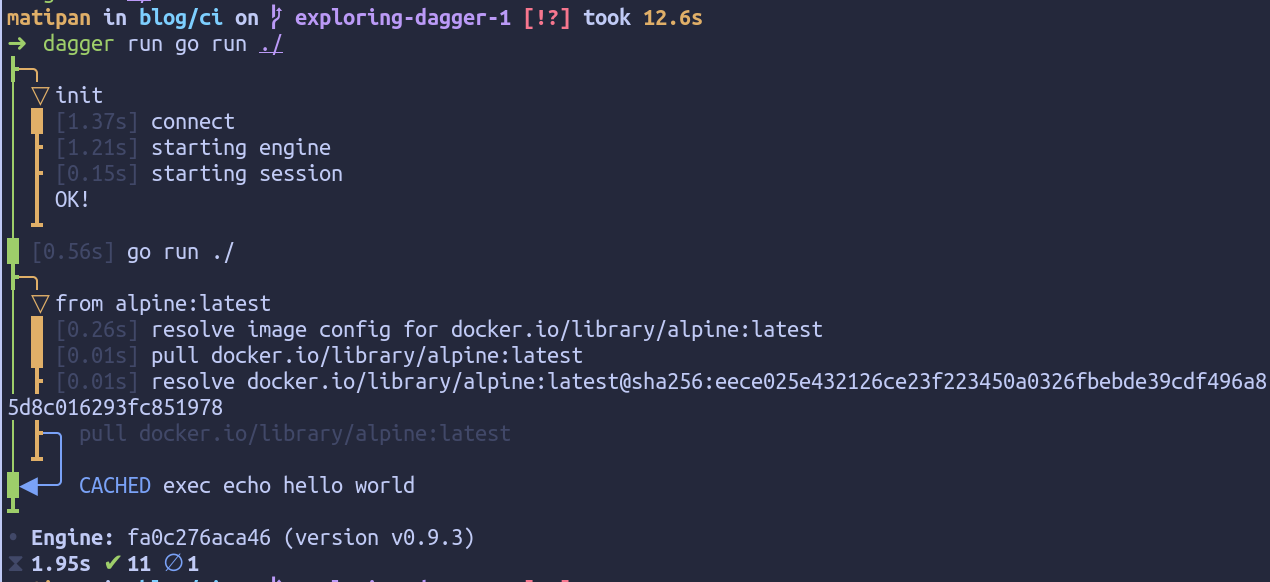 matipan in blog/ci on exploring-dagger-1 [!?] took 12.6s
➜ dagger run go run ./
▽ init
[1.37s] connect
[1.21s] starting engine
[0.15s] starting session
OK!
[0.56s] go run ./
▽ from alpine:latest
[0.26s] resolve image config for docker.io/library/alpine:latest
[0.01s] pull docker.io/library/alpine:latest
[0.01s] resolve docker.io/library/alpine:latest@sha256:eece025e432126ce23f223450a0326fbebde39cdf496a8
5d8c016293fc851978
pull docker.io/library/alpine:latest
CACHED exec echo hello world
• Engine: fa0c276aca46 (version v0.9.3)
⧗ 1.95s ✔ 11 ∅ 1